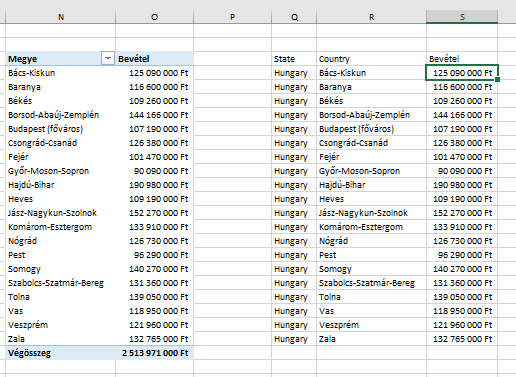 N O P Q R S
Megye Bevétel State Country Bevétel
Bács-Kiskun 125 090 000 Ft Hungary Bács-Kiskun 125 090 000 Ft
Baranya 116 600 000 Ft Hungary Baranya 116 600 000 Ft
Békés 109 260 000 Ft Hungary Békés 109 260 000 Ft
Borsod-Abaúj-Zemplén 144 166 000 Ft Hungary Borsod-Abaúj-Zemplén 144 166 000 Ft
Budapest (főváros) 107 190 000 Ft Hungary Budapest (főváros) 107 190 000 Ft
Csongrád-Csanád 126 380 000 Ft Hungary Csongrád-Csanád 126 380 000 Ft
Fejér 101 470 000 Ft Hungary Fejér 101 470 000 Ft
Győr-Moson-Sopron 90 090 000 Ft Hungary Győr-Moson-Sopron 90 090 000 Ft
Hajdú-Bihar 190 980 000 Ft Hungary Hajdú-Bihar 190 980 000 Ft
Heves 109 190 000 Ft Hungary Heves 109 190 000 Ft
Jász-Nagykun-Szolnok 152 270 000 Ft Hungary Jász-Nagykun-Szolnok 152 270 000 Ft
Komárom-Esztergom 133 910 000 Ft Hungary Komárom-Esztergom 133 910 000 Ft
Nógrád 126 730 000 Ft Hungary Nógrád 126 730 000 Ft
Pest 96 290 000 Ft Hungary Pest 96 290 000 Ft
Somogy 140 270 000 Ft Hungary Somogy 140 270 000 Ft
Szabolcs-Szatmár-Bereg 131 360 000 Ft Hungary Szabolcs-Szatmár-Bereg 131 360 000 Ft
Tolna 139 050 000 Ft Hungary Tolna 139 050 000 Ft
Vas 118 950 000 Ft Hungary Vas 118 950 000 Ft
Veszprém 121 960 000 Ft Hungary Veszprém 121 960 000 Ft
Zala 132 765 000 Ft Hungary Zala 132 765 000 Ft
Végösszeg 2 513 971 000 Ft